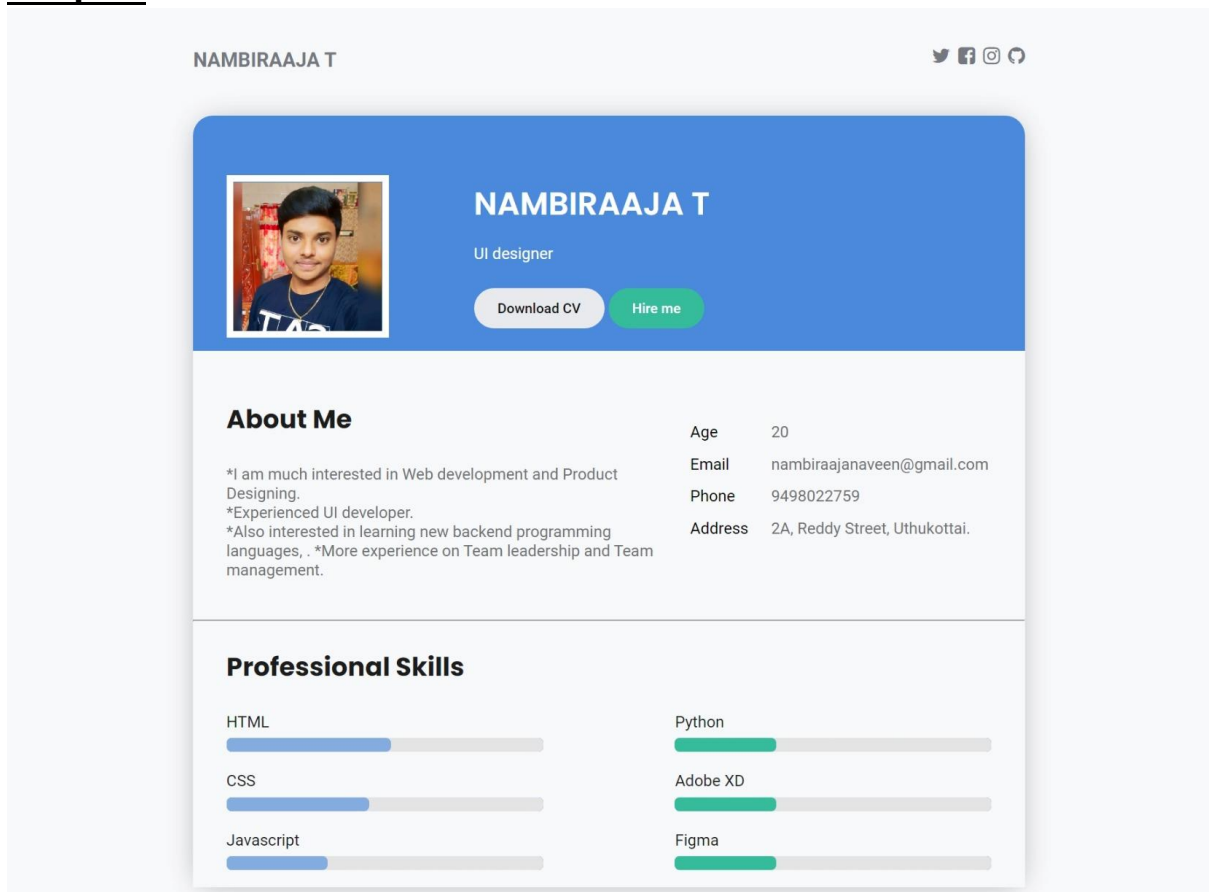 NAMBIRAAJA T
NAMBIRAAJA T
UI designer
Download CV Hire me
About Me
*I am much interested in Web development and Product
Designing.
*Experienced UI developer.
*Also interested in learning new backend programming
languages, . *More experience on Team leadership and Team
management.
Age 20
Email nambiraajanaveen@gmail.com
Phone 9498022759
Address 2A, Reddy Street, Uthukottai.
Professional Skills
HTML
CSS
Javascript
Python
Adobe XD
Figma